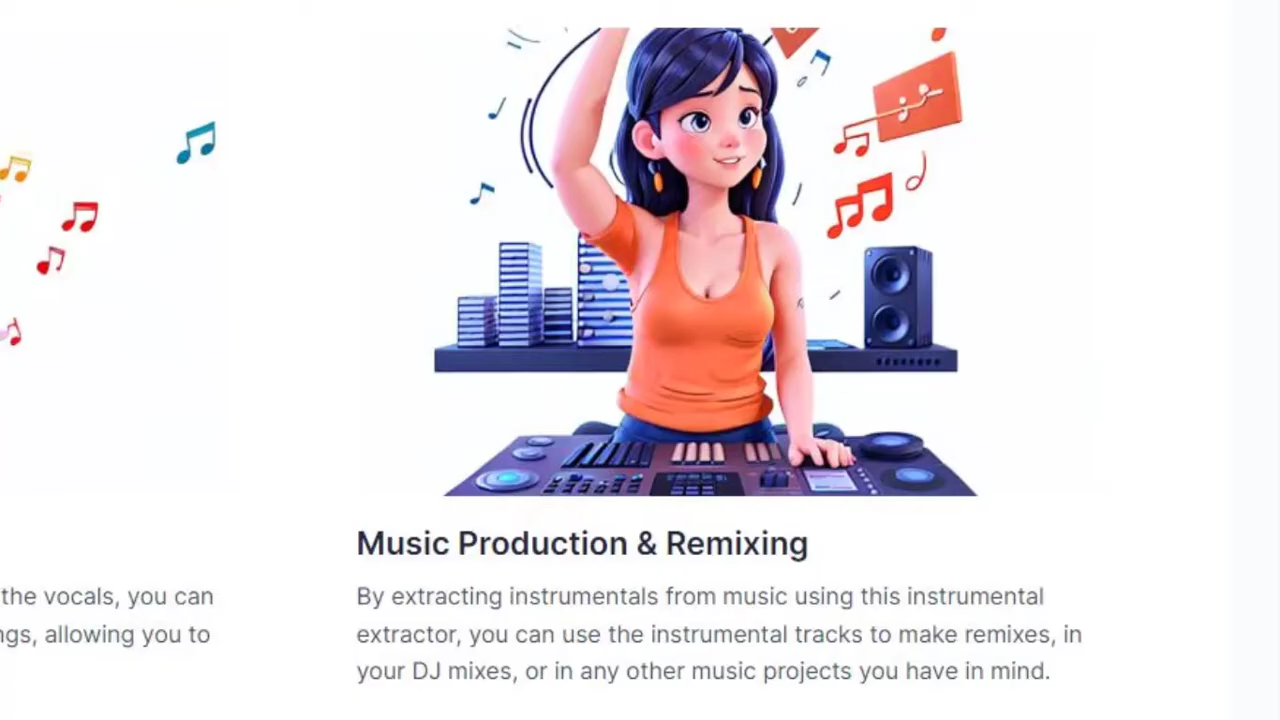 the vocals, you can
ngs, allowing you to
Music Production & Remixing
By extracting instrumentals from music using this instrumental
extractor, you can use the instrumental tracks to make remixes, in
your DJ mixes, or in any other music projects you have in mind.